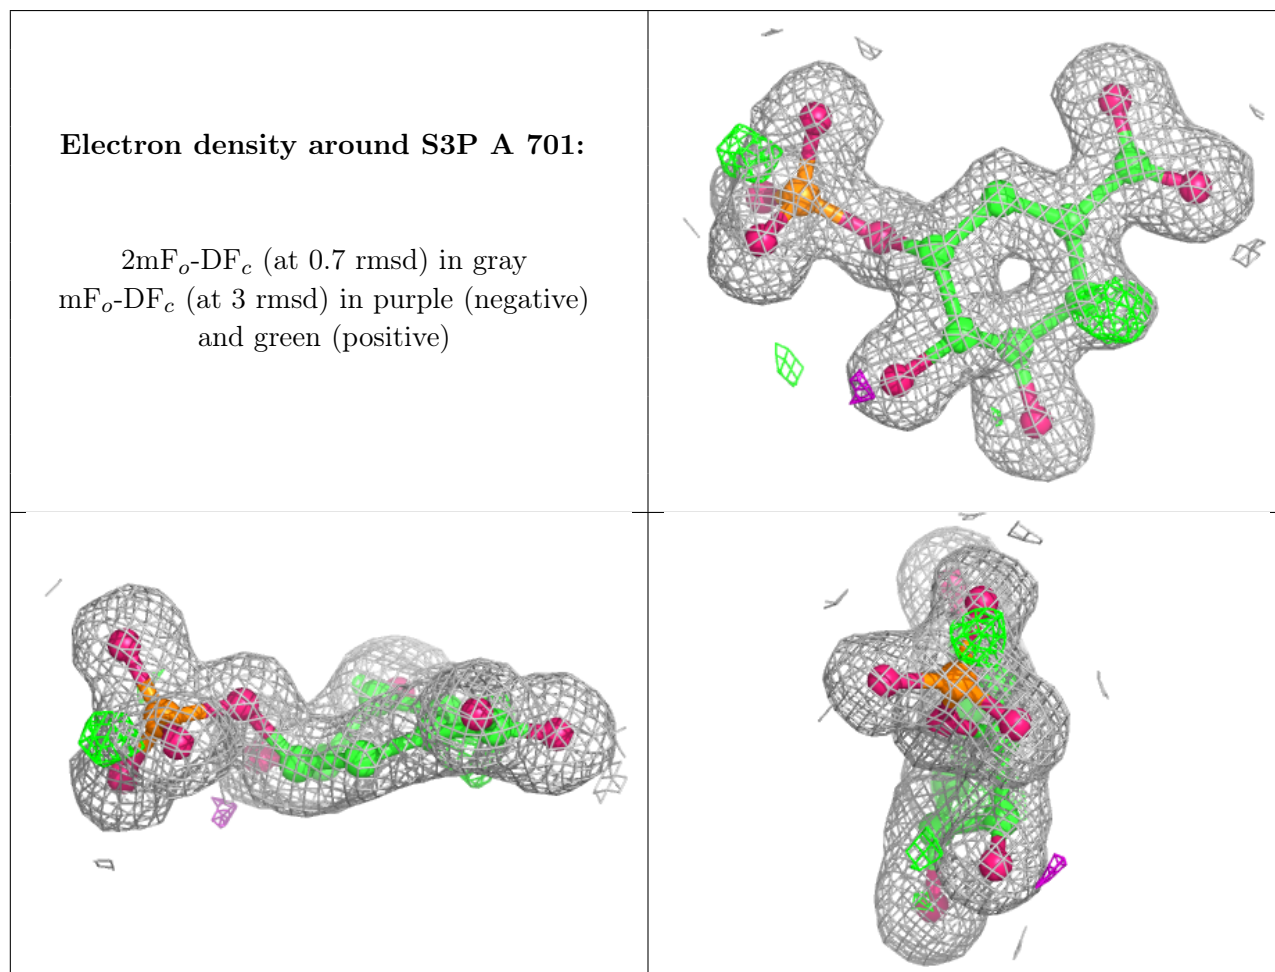 Electron density around S3P A 701:
2mFo-DFc (at 0.7 rmsd) in gray
mFo-DFc (at 3 rmsd) in purple (negative)
and green (positive)